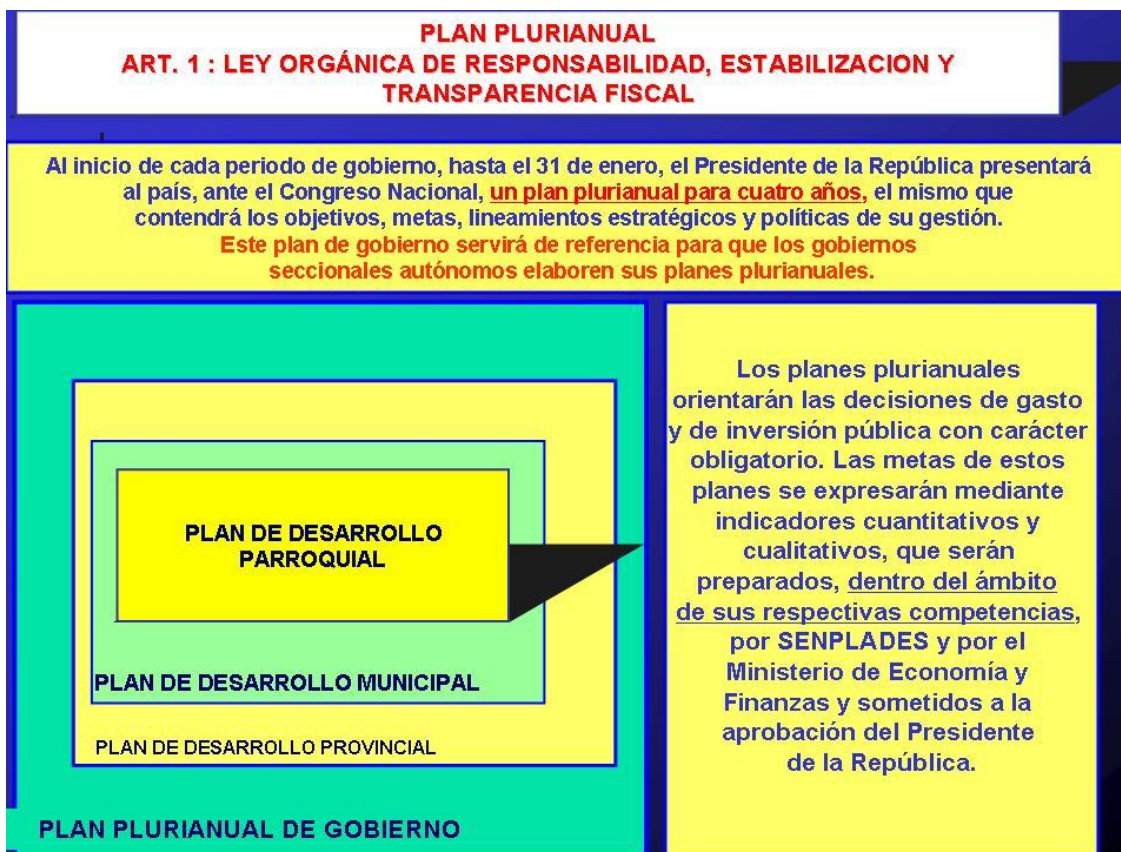 PLAN PLURIANUAL
ART. 1 : LEY ORGÁNICA DE RESPONSABILIDAD, ESTABILIZACION Y
TRANSPARENCIA FISCAL
Al inicio de cada periodo de gobierno, hasta el 31 de enero, el Presidente de la República presentará
al país, ante el Congreso Nacional, un plan plurianual para cuatro años, el mismo que
contendrá los objetivos, metas, lineamientos estratégicos y políticas de su gestión.
Este plan de gobierno servirá de referencia para que los gobiernos
seccionales autónomos elaboren sus planes plurianuales.
PLAN DE DESARROLLO
PARROQUIAL
PLAN DE DESARROLLO MUNICIPAL
PLAN DE DESARROLLO PROVINCIAL
PLAN PLURIANUAL DE GOBIERNO
Los planes plurianuales
orientarán las decisiones de gasto
y de inversión pública con carácter
obligatorio. Las metas de estos
planes se expresarán mediante
indicadores cuantitativos y
cualitativos, que serán
preparados, dentro del ámbito
de sus respectivas competencias,
por SENPLADES y por el
Ministerio de Economía y
Finanzas y sometidos a la
aprobación del Presidente
de la República.